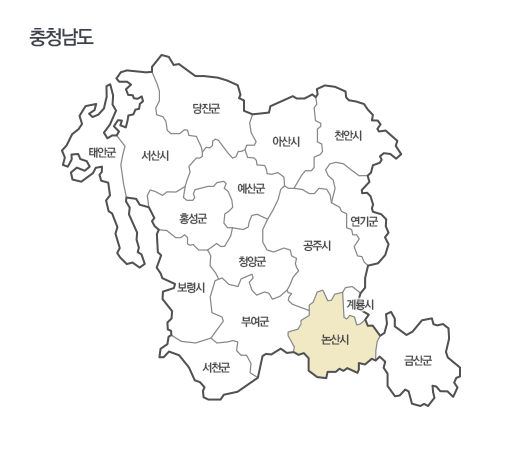 충청남도
당진군
천안시
아산시
태안군
서산시
예산군
홍성군
연기군
공주시
청양군
보령시
계룡시
부여군
논산시
금산군
서천군